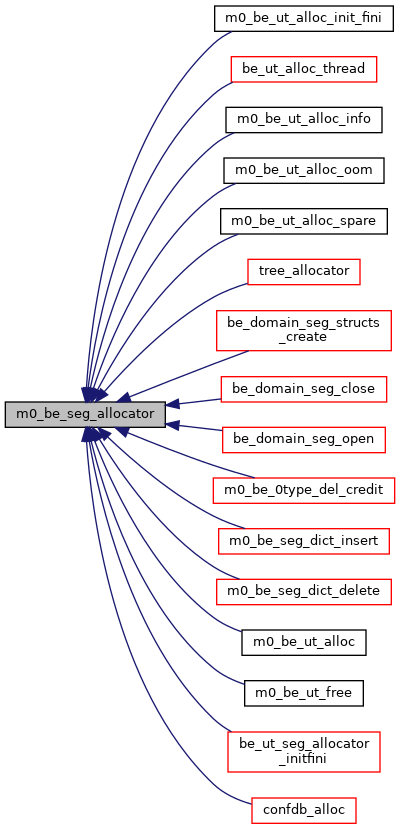 m0_be_ut_alloc_init_fini
be_ut_alloc_thread
m0_be_ut_alloc_info
m0_be_ut_alloc_oom
m0_be_ut_alloc_spare
tree_allocator
be_domain_seg_structs
_create
be_domain_seg_close
m0_be_seg_allocator
be_domain_seg_open
m0_be_0type_del_credit
m0_be_seg_dict_insert
m0_be_seg_dict_delete
m0_be_ut_alloc
m0_be_ut_free
be_ut_seg_allocator
_initfini
confdb_alloc